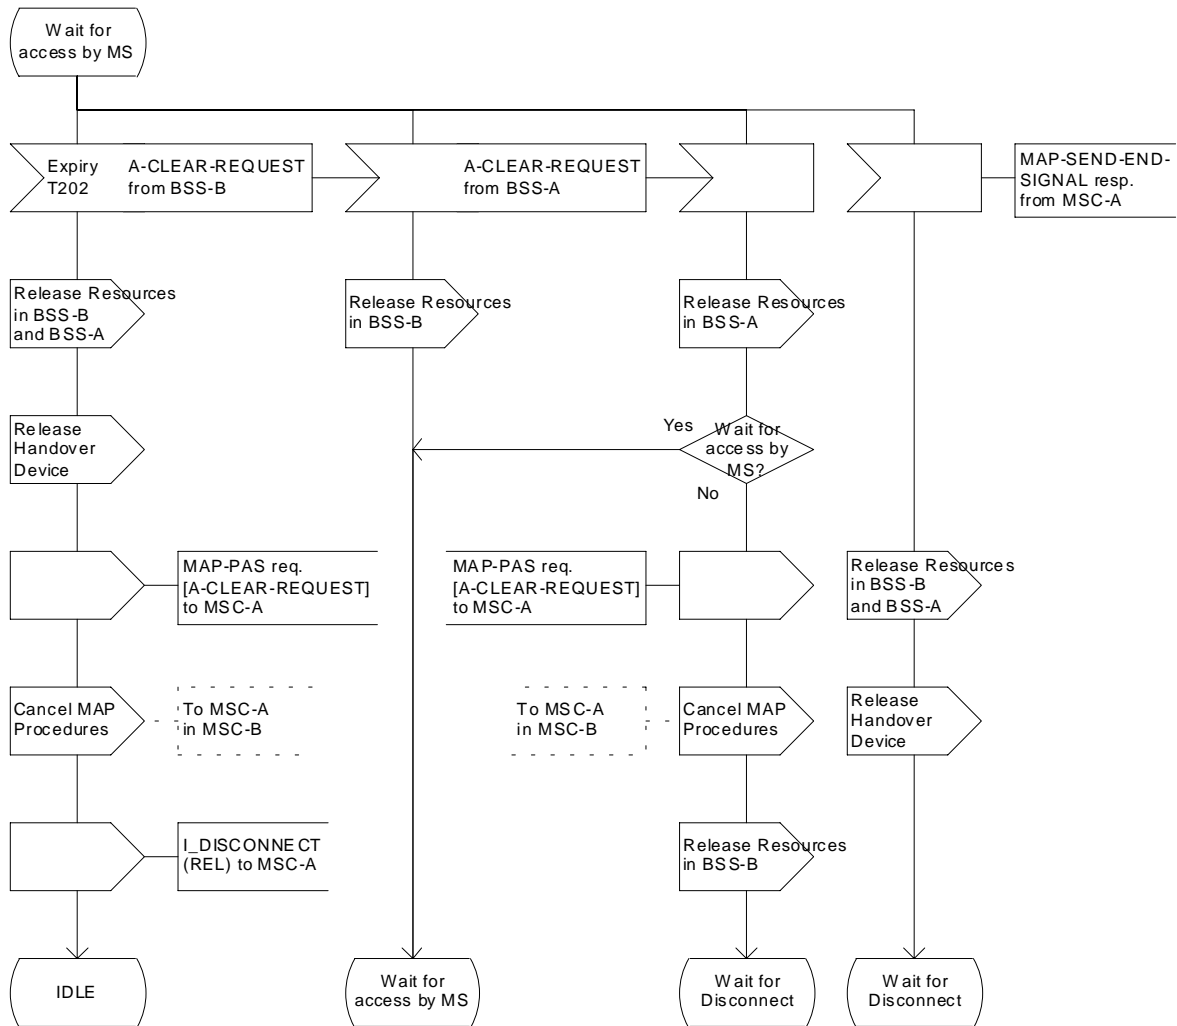 Wait for
access by MS
Expiry
T202
A-CLEAR-REQUEST
from BSS-B
A-CLEAR-REQUEST
from BSS-A
MAP-SEND-END-
SIGNAL resp.
from MSC-A
Release Resources
in BSS-B
and BSS-A
Release Resources
in BSS-B
Release Resources
in BSS-A
Release
Handover
Device
Yes
Wait for
access by
MS?
No
MAP-PAS req.
[A-CLEAR-REQUEST]
to MSC-A
MAP-PAS req.
[A-CLEAR-REQUEST]
to MSC-A
Release Resources
in BSS-B
and BSS-A
Cancel MAP
Procedures
To MSC-A
in MSC-B
To MSC-A
in MSC-B
Cancel MAP
Procedures
Release
Handover
Device
I_DISCONNECT
(REL) to MSC-A
Release Resources
in BSS-B
IDLE
Wait for
access by MS
Wait for
Disconnect
Wait for
Disconnect